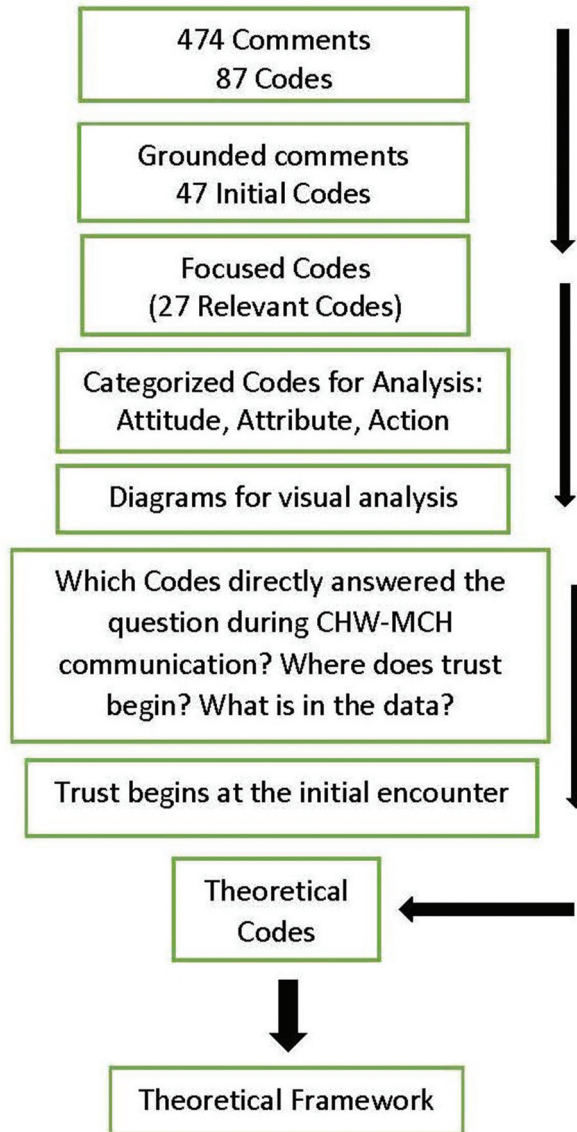 474 Comments
87 Codes
Grounded comments
47 Initial Codes
Focused Codes
(27 Relevant Codes)
Categorized Codes for Analysis:
Attitude, Attribute, Action
Diagrams for visual analysis
Which Codes directly answered the
question during CHW-MCH
communication? Where does trust
begin? What is in the data?
Trust begins at the initial encounter
Theoretical
Codes
Theoretical Framework